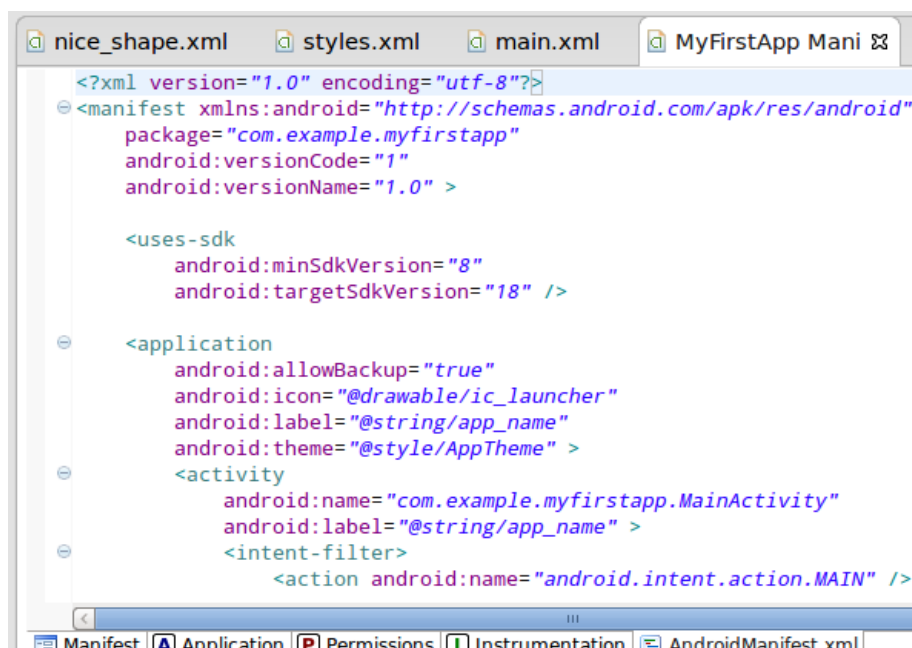 nice_shape.xml styles.xml main.xml MyFirstApp Mani
<?xml version="1.0" encoding="utf-8"?>
<manifest xmlns:android="http://schemas.android.com/apk/res/android"
package="com.example.myfirstapp"
android:versionCode="1"
android:versionName="1.0" >
<uses-sdk
android:minSdkVersion="8"
android:targetSdkVersion="18" />
<application
android:allowBackup="true"
android:icon="@drawable/ic_launcher"
android:label="@string/app_name"
android:theme="@style/AppTheme" >
<activity
android:name="com.example.myfirstapp.MainActivity"
android:label="@string/app_name" >
<intent-filter>
<action android:name="android.intent.action.MAIN" />
Manifest A Application P Permissions I Instrumentation AndroidManifest.xml